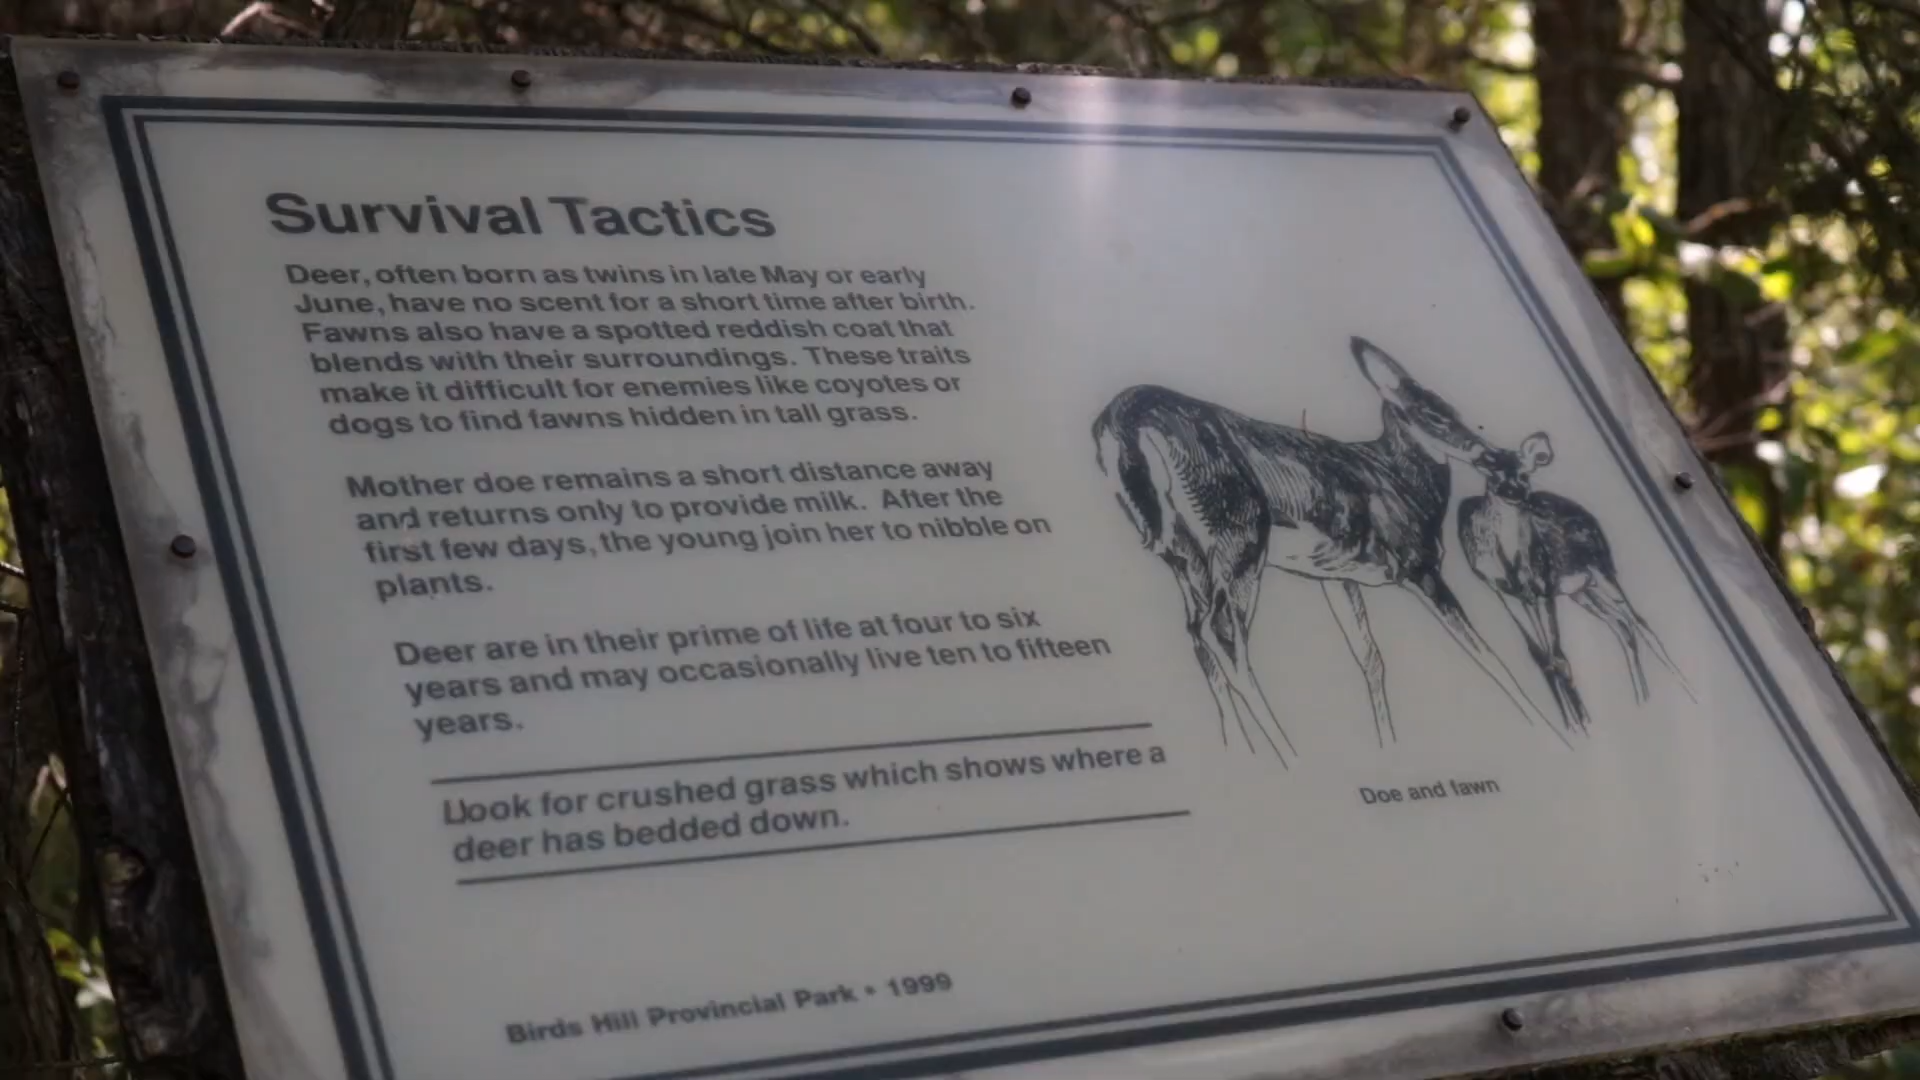 Survival Tactics
Deer, often born as twins in late May or early
June, have no scent for a short time after birth.
Fawns also have a spotted reddish coat that
blends with their surroundings. These traits
make it difficult for enemies like coyotes or
dogs to find fawns hidden in tall grass.
Mother doe remains a short distance away
and returns only to provide milk. After the
first few days, the young join her to nibble on
plants.
Deer are in their prime of life at four to six
years and may occasionally live ten to fifteen
years.
Look for crushed grass which shows where a
deer has bedded down.
Doe and fawn
Birds Hill Provincial Park • 1999